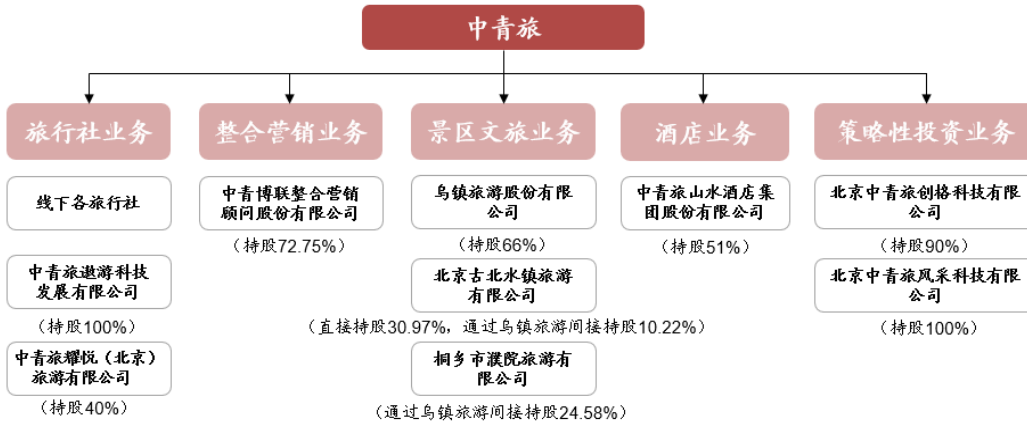 中青旅
旅行社业务
整合营销业务
景区文旅业务
酒店业务
策略性投资业务
线下各旅行社
中青旅遨游科技
发展有限公司
（持股100%）
中青旅耀悦（北京）
旅游有限公司
（持股40%）
中青博联整合营销
顾问股份有限公司
（持股72.75%）
乌镇旅游股份有限
公司
（持股66%）
北京古北水镇旅游
有限公司
（直接持股30.97%，通过乌镇旅游间接持股10.22%）
桐乡市濮院旅游有
限公司
（通过乌镇旅游间接持股24.58%）
中青旅山水酒店集
团股份有限公司
（持股51%）
北京中青旅创格科技有限
公司
（持股90%）
北京中青旅风采科技有限
公司
（持股100%）